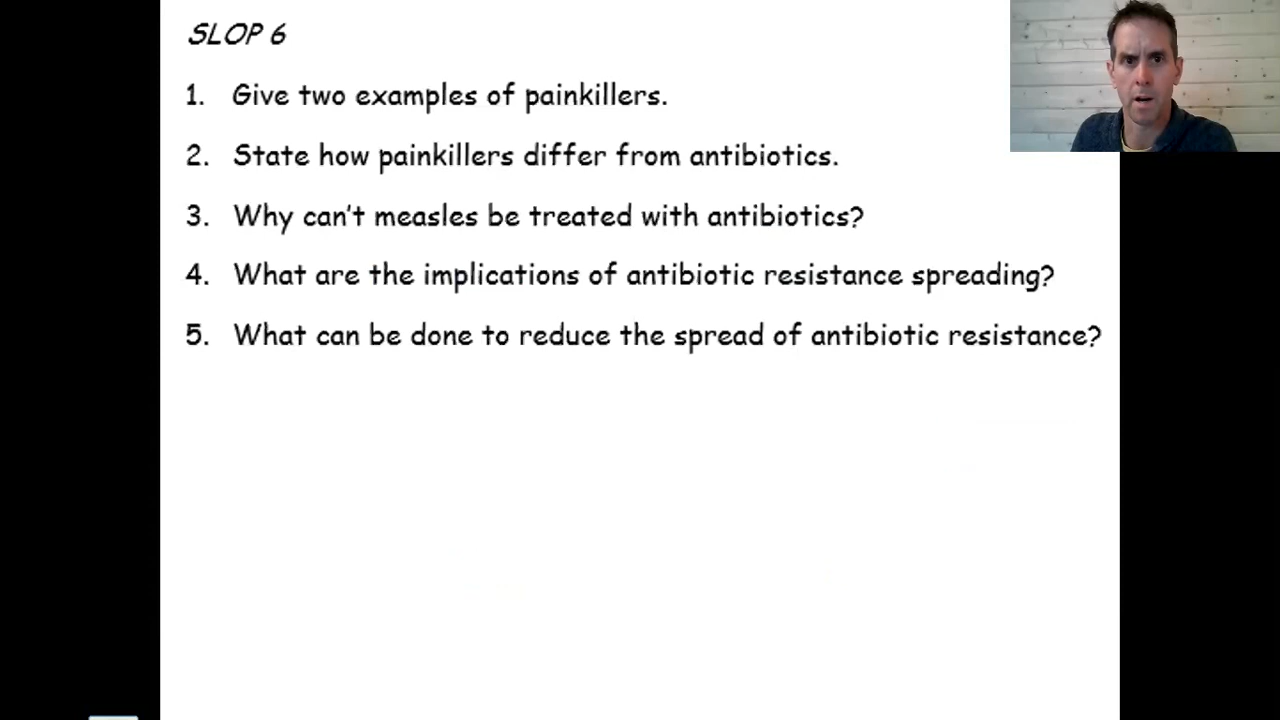 SLOP 6
1. Give two examples of painkillers.
2. State how painkillers differ from antibiotics.
3. Why can't measles be treated with antibiotics?
4. What are the implications of antibiotic resistance spreading?
5. What can be done to reduce the spread of antibiotic resistance?